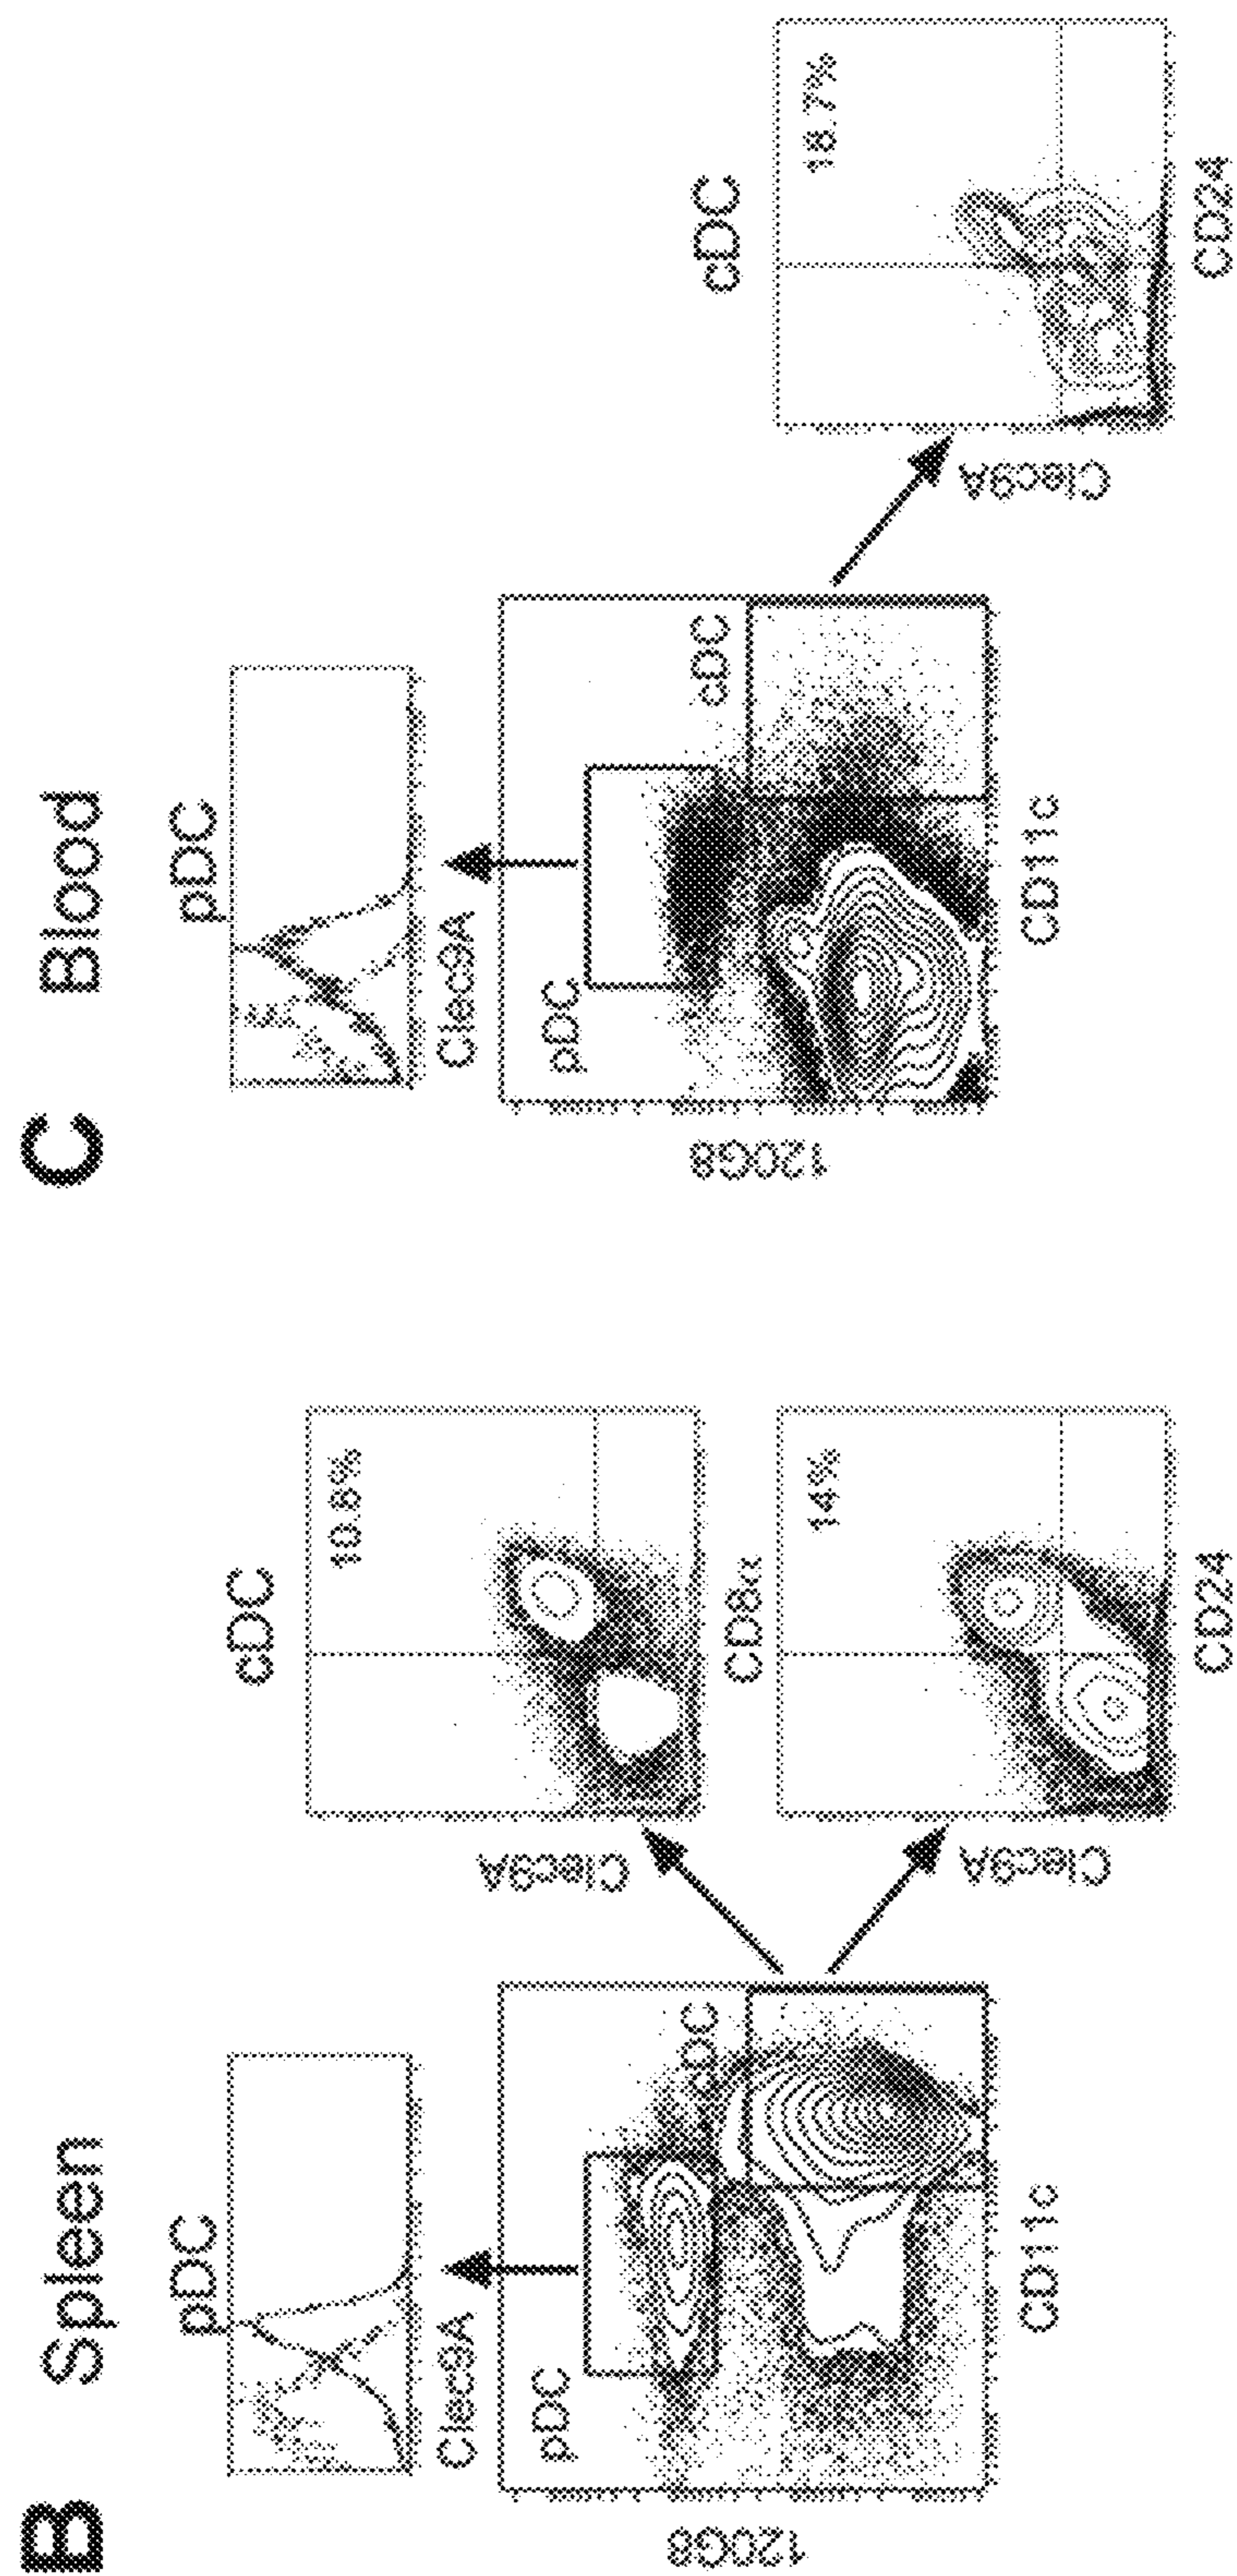 B Spleen
pDC
Clec9A
pDC
cDC
120G8
CD11c
cDC
10.8%
Clec9A
CD8α
14%
Clec9A
CD24
C Blood
pDC
Clec9A
pDC
cDC
120G8
CD11c
cDC
18.7%
Clec9A
CD24